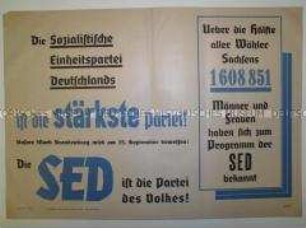 Die Sozialistische
Einheitspartei
Deutschlands
ist die stärkste Partei!
Die SED
ist die Partei
des Volkes!
Ueber die Hälfte
aller Wähler
Sachsens
1608851
Männer und
Frauen
haben sich zum
Programm der
SED
bekannt